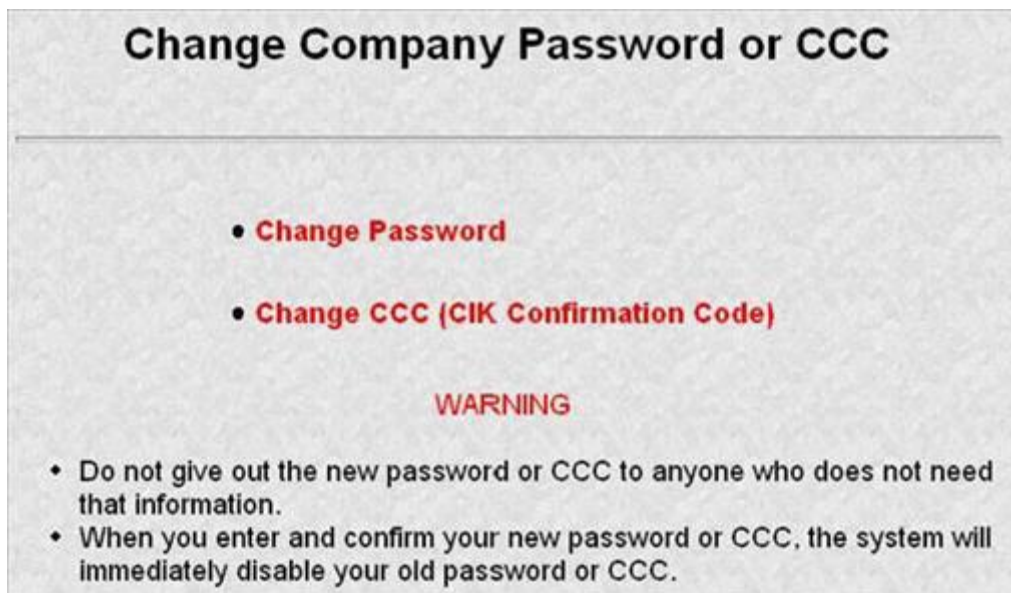 Change Company Password or CCC
• Change Password
• Change CCC (CIK Confirmation Code)
WARNING
◆ Do not give out the new password or CCC to anyone who does not need
that information.
◆ When you enter and confirm your new password or CCC, the system will
immediately disable your old password or CCC.